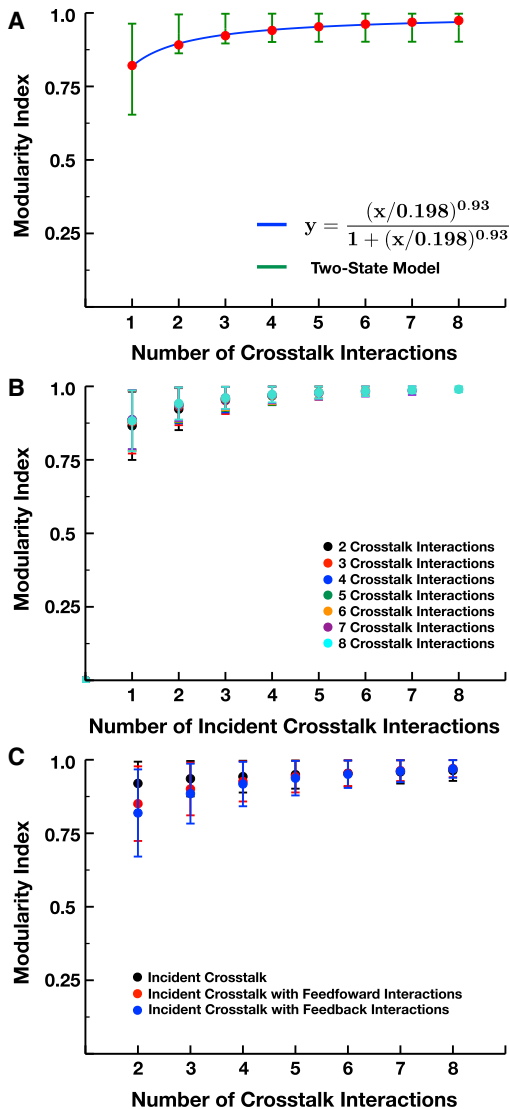 A
1.0
0.75
0.5
0.25
Modularity Index
y = (x/0.198)^0.93 / 1 + (x/0.198)^0.93
Two-State Model
1 2 3 4 5 6 7 8
Number of Crosstalk Interactions
B
1.0
0.75
0.5
0.25
Modularity Index
2 Crosstalk Interactions
3 Crosstalk Interactions
4 Crosstalk Interactions
5 Crosstalk Interactions
6 Crosstalk Interactions
7 Crosstalk Interactions
8 Crosstalk Interactions
1 2 3 4 5 6 7 8
Number of Incident Crosstalk Interactions
C
1.0
0.75
0.5
0.25
Modularity Index
Incident Crosstalk
Incident Crosstalk with Feedfoward Interactions
Incident Crosstalk with Feedback Interactions
2 3 4 5 6 7 8
Number of Crosstalk Interactions